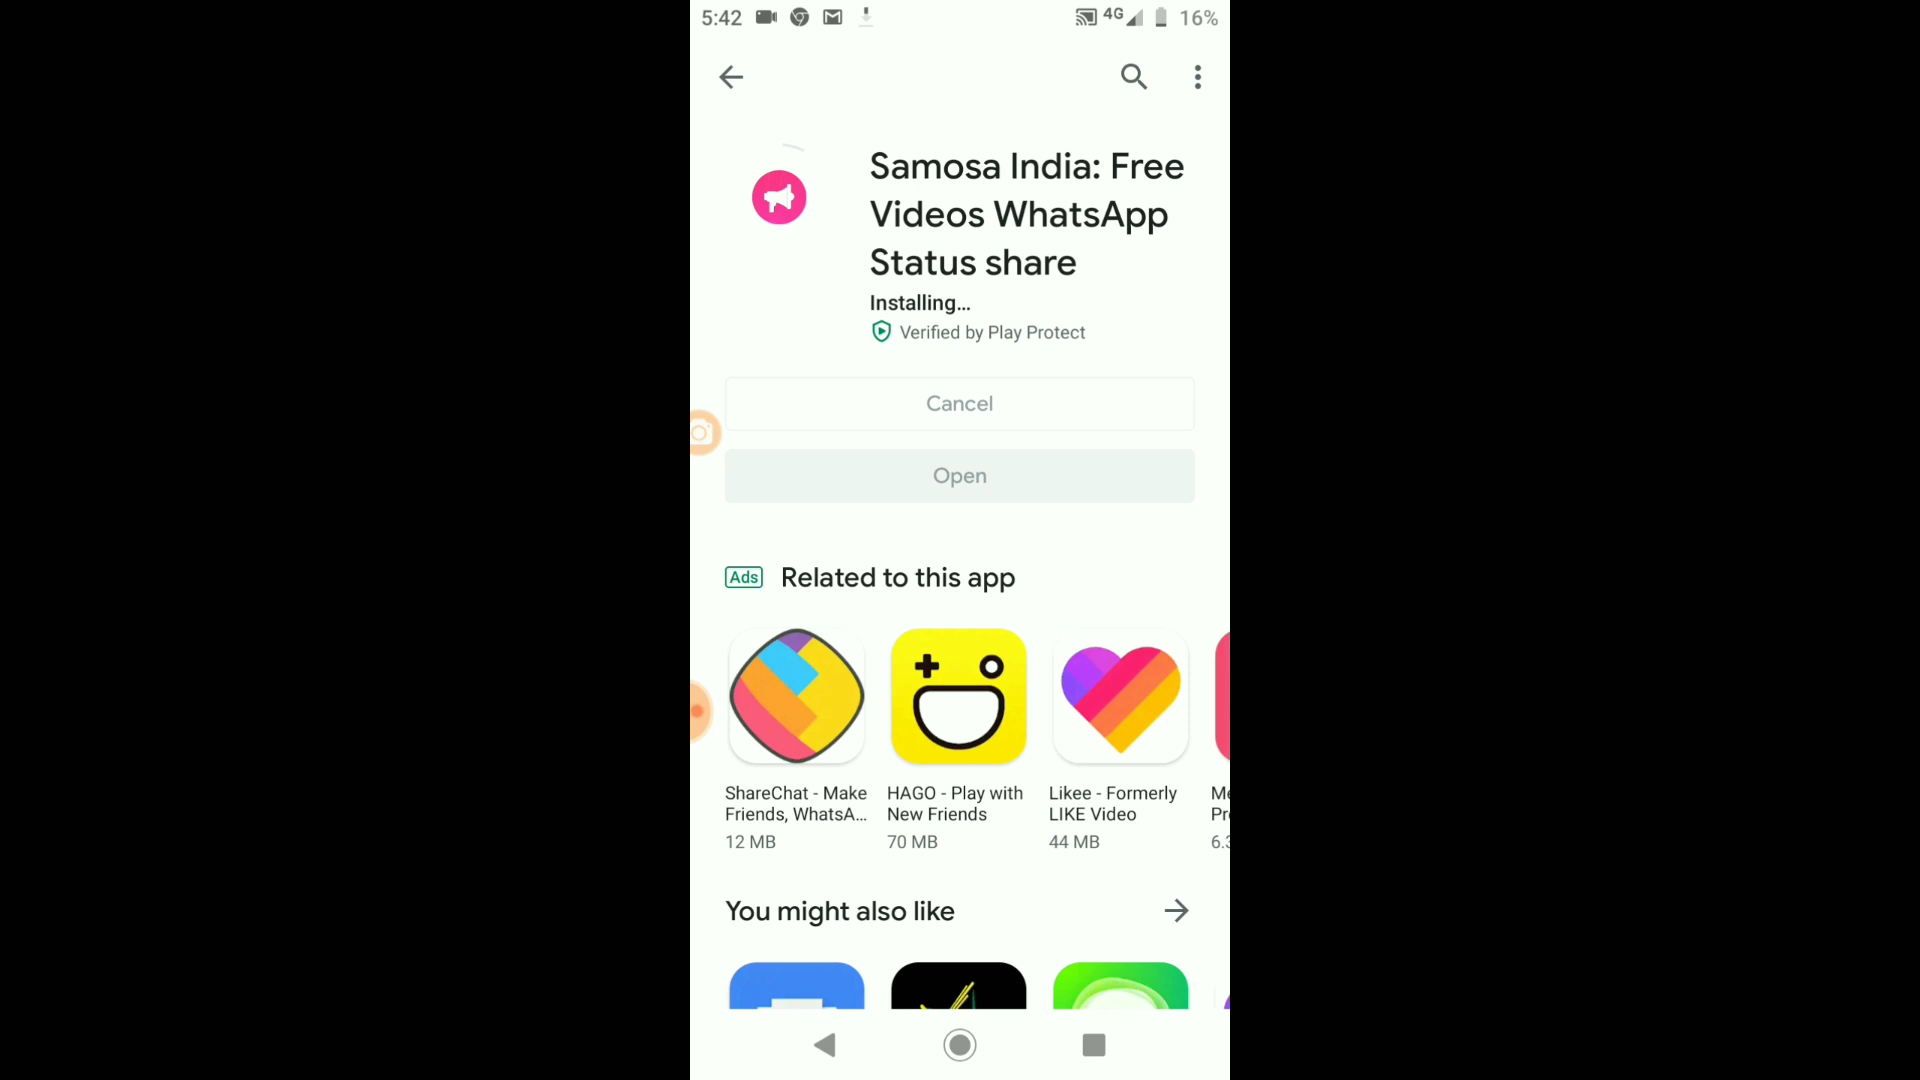 5:42 4G 16%
Samosa India: Free
Videos WhatsApp
Status share
Installing...
Verified by Play Protect
Cancel
Open
Ads Related to this app
ShareChat - Make
Friends, WhatsA...
12 MB
HAGO - Play with
New Friends
70 MB
Likee - Formerly
LIKE Video
44 MB
You might also like